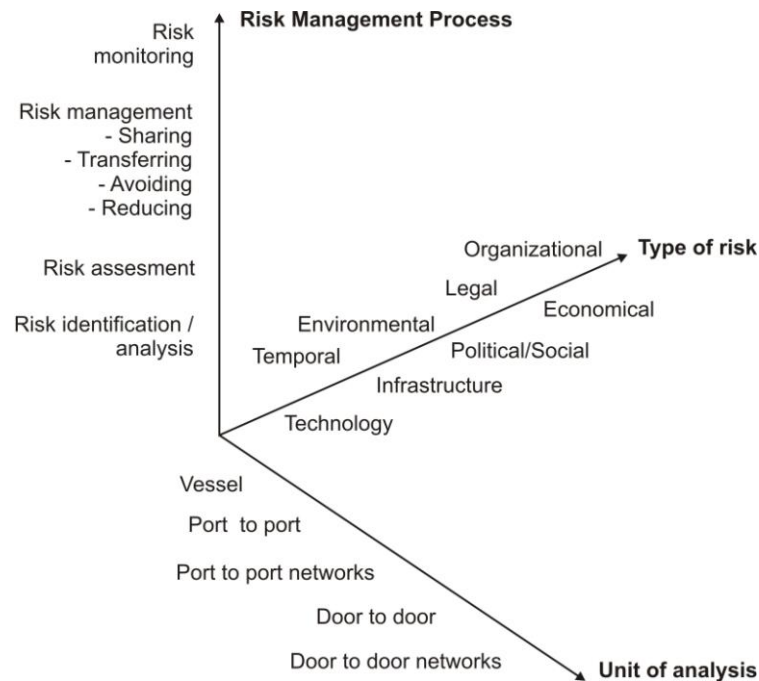 Risk Management Process
Risk
monitoring
Risk management
- Sharing
- Transferring
- Avoiding
- Reducing
Risk assesment
Risk identification /
analysis
Organizational
Type of risk
Legal
Economical
Environmental
Political/Social
Temporal
Infrastructure
Technology
Vessel
Port to port
Port to port networks
Door to door
Door to door networks
Unit of analysis